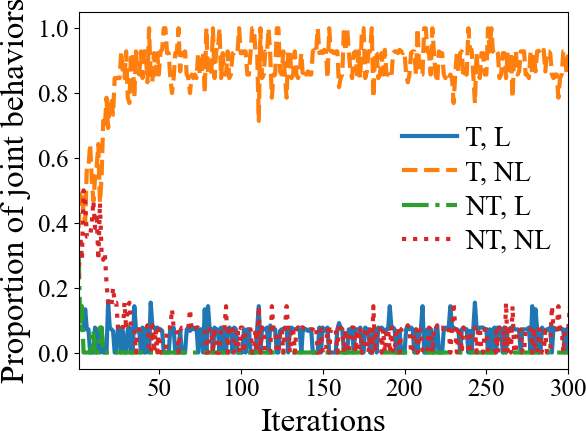 Proportion of joint behaviors
1.0
0.8
0.6
0.4
0.2
0.0
T, L
T, NL
NT, L
NT, NL
50
100
150
200
250
300
Iterations